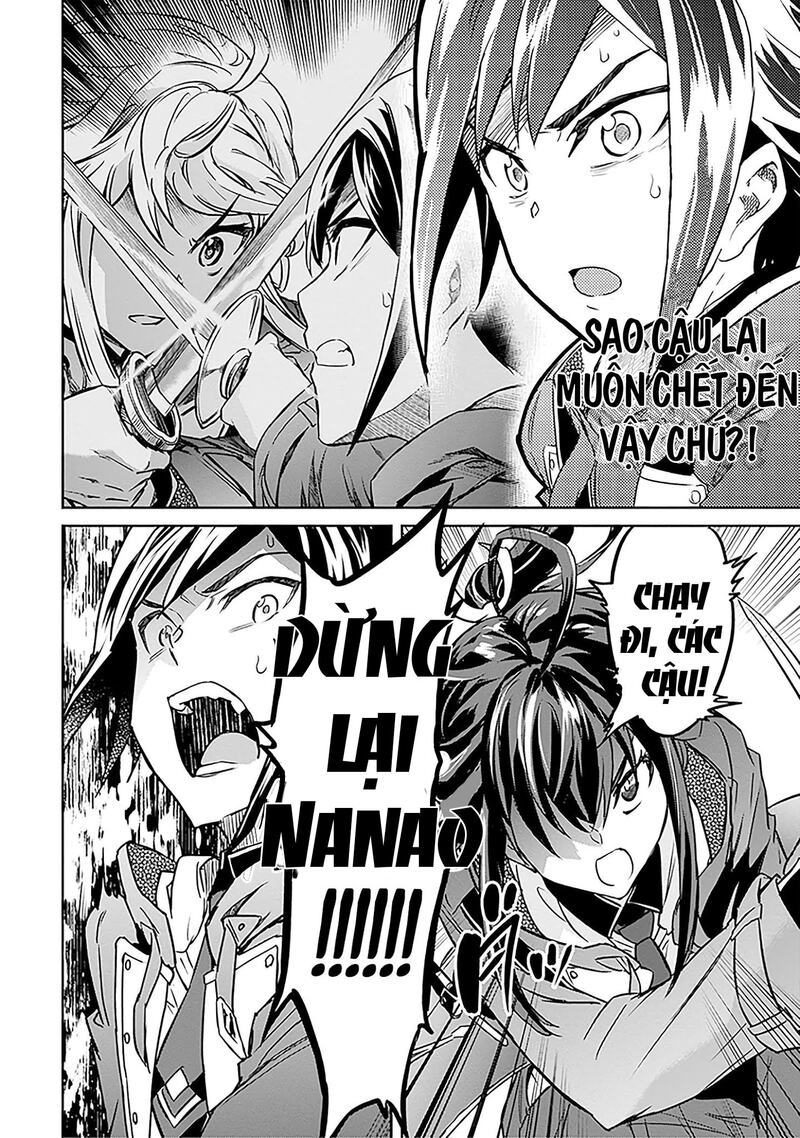 SAO CẬU LẠI
MUỐN CHẾT ĐẾN
VẬY CHỨ?!
CHẠY
ĐI, CÁC
CẬU!
DỪNG
LẠI
NANAO
!!!!!!